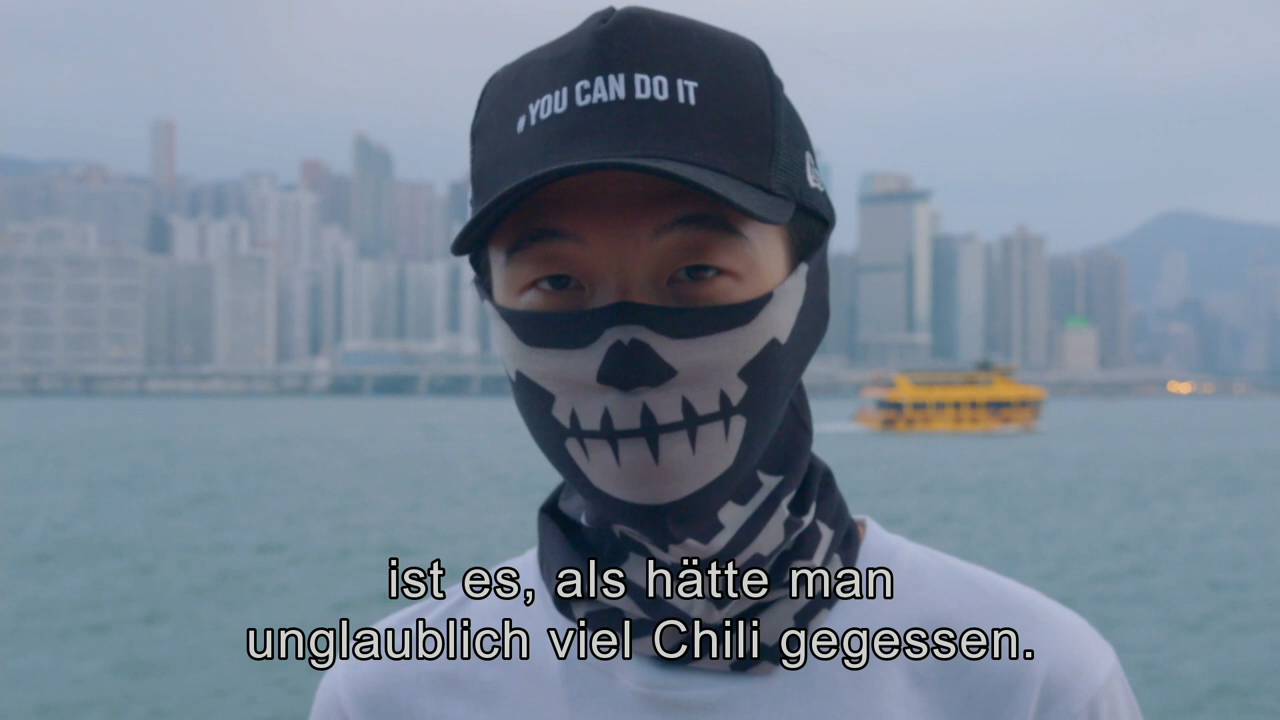 #YOU CAN DO IT
ist es, als hätte man
unglaublich viel Chili gegessen.